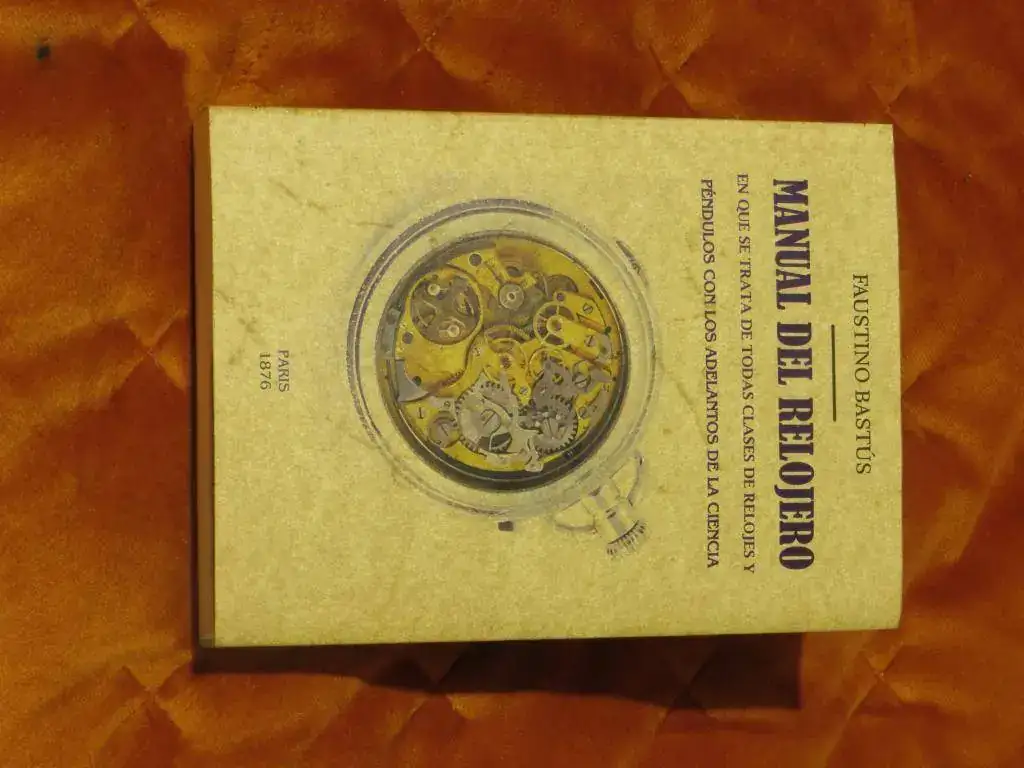 FAUSTINO BASTÚS
MANUAL DEL RELOJERO
EN QUE SE TRATA DE TODAS CLASES DE RELOJES Y
PÉNDULOS CON LOS ADELANTOS DE LA CIENCIA
PARIS
1876